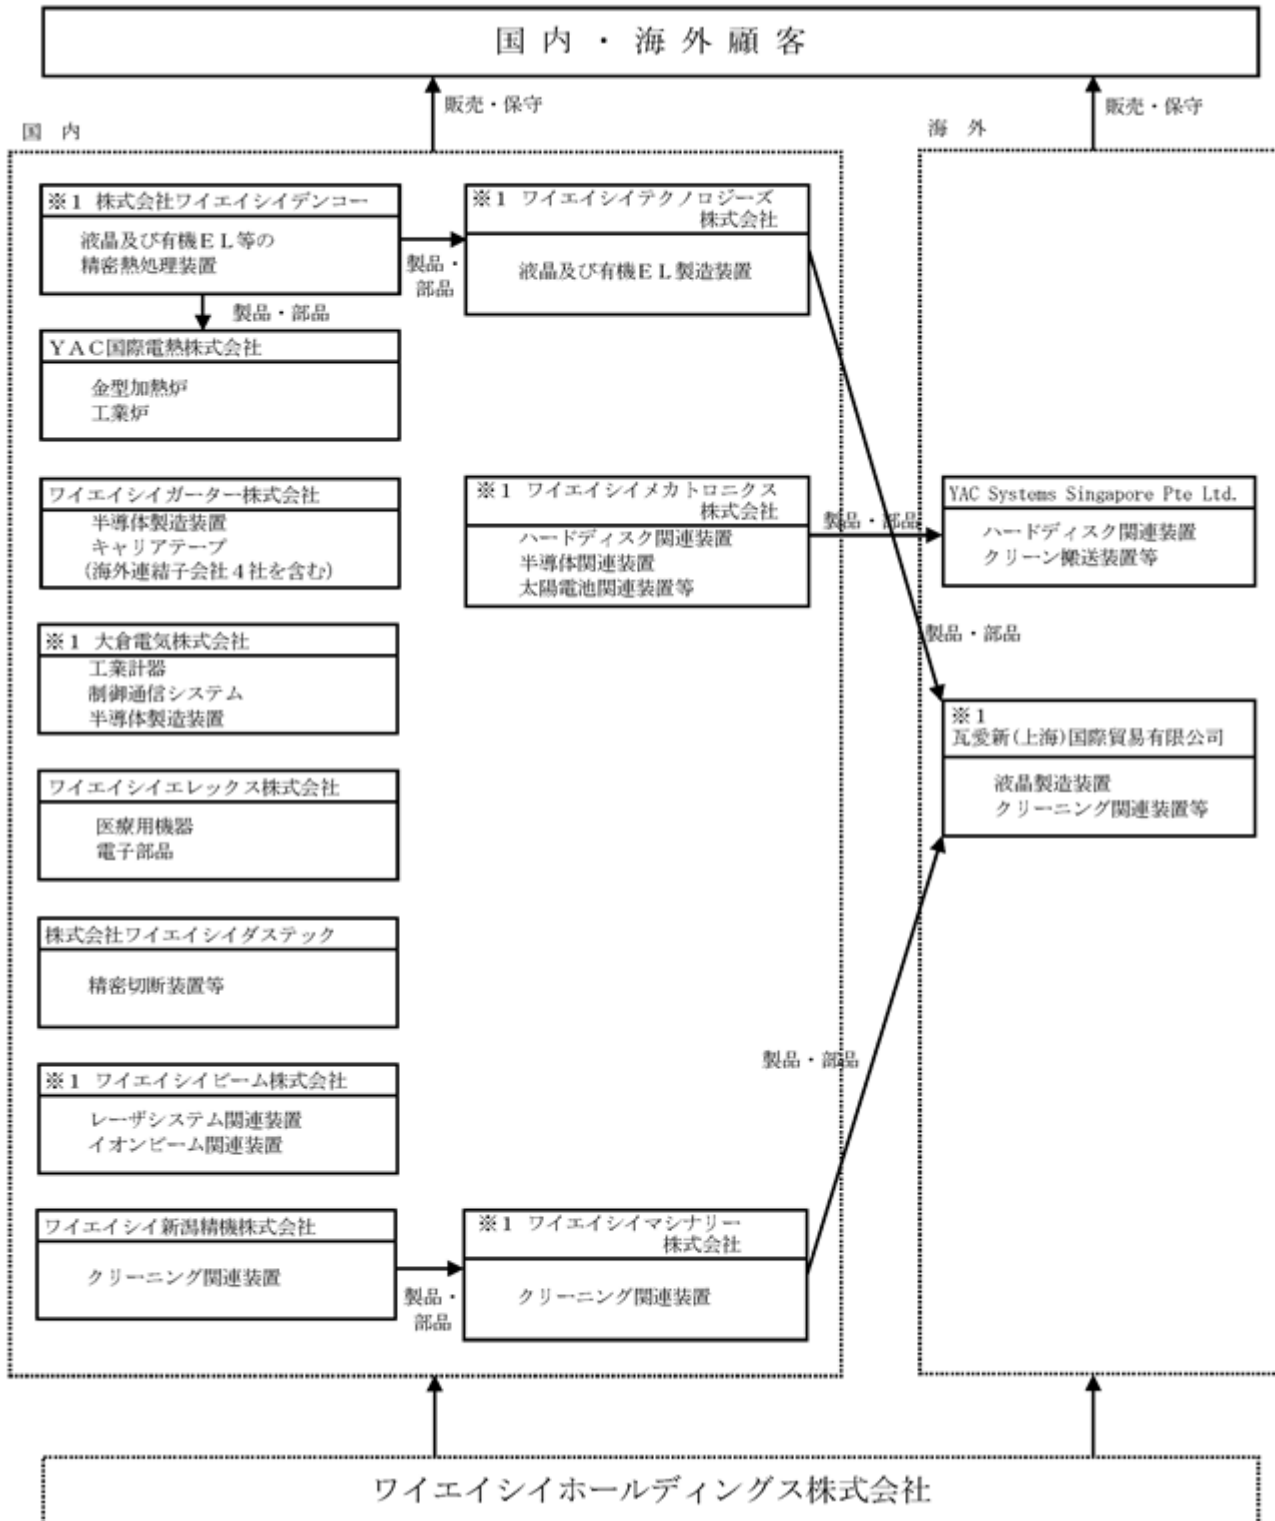 国内・海外顧客
販売・保守
販売・保守
国 内
海 外
※1 株式会社ワイエイシイデンコー
液晶及び有機EL等の
精密熱処理装置
製品・
部品
※1 ワイエイシイテクノロジーズ
株式会社
液晶及び有機EL製造装置
製品・部品
YAC国際電熱株式会社
金型加熱炉
工業炉
ワイエイシイガーター株式会社
半導体製造装置
キャリアテープ
(海外連結子会社4社を含む)
※1 ワイエイシイメカトロニクス
株式会社
ハードディスク関連装置
半導体関連装置
太陽電池関連装置等
製品・部品
YAC Systems Singapore Pte Ltd.
ハードディスク関連装置
クリーン搬送装置等
※1 大倉電気株式会社
工業計器
制御通信システム
半導体製造装置
製品・部品
※1
瓦愛新(上海)国際貿易有限公司
液晶製造装置
クリーニング関連装置等
ワイエイシイエレックス株式会社
医療用機器
電子部品
株式会社ワイエイシイダステック
精密切断装置等
製品・部品
※1 ワイエイシイビーム株式会社
レーザシステム関連装置
イオンビーム関連装置
ワイエイシイ新潟精機株式会社
クリーニング関連装置
製品・
部品
※1 ワイエイシイマシナリー
株式会社
クリーニング関連装置
ワイエイシイホールディングス株式会社